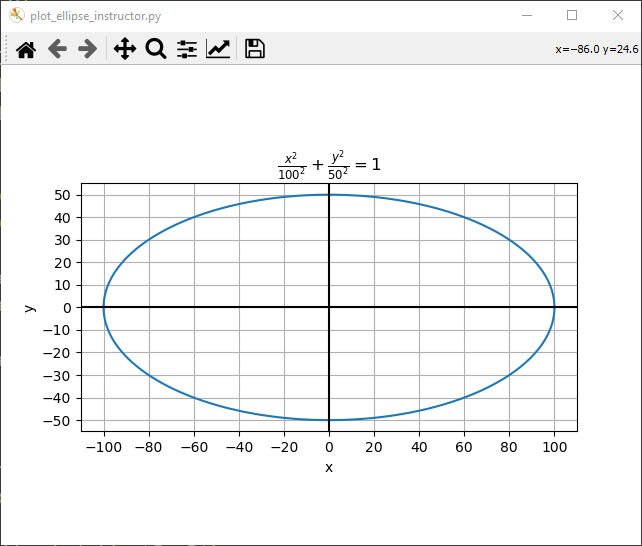 plot_ellipse_instructor.py
x=−86.0 y=24.6
x²/100² + y²/50² = 1
50
40
30
20
10
0
−10
−20
−30
−40
−50
y
−100 −80 −60 −40 −20 0 20 40 60 80 100
x